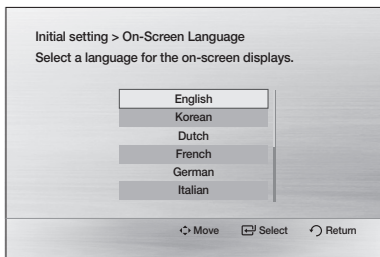 Initial setting > On-Screen Language
Select a language for the on-screen displays.
English
Korean
Dutch
French
German
Italian
Move Select Return